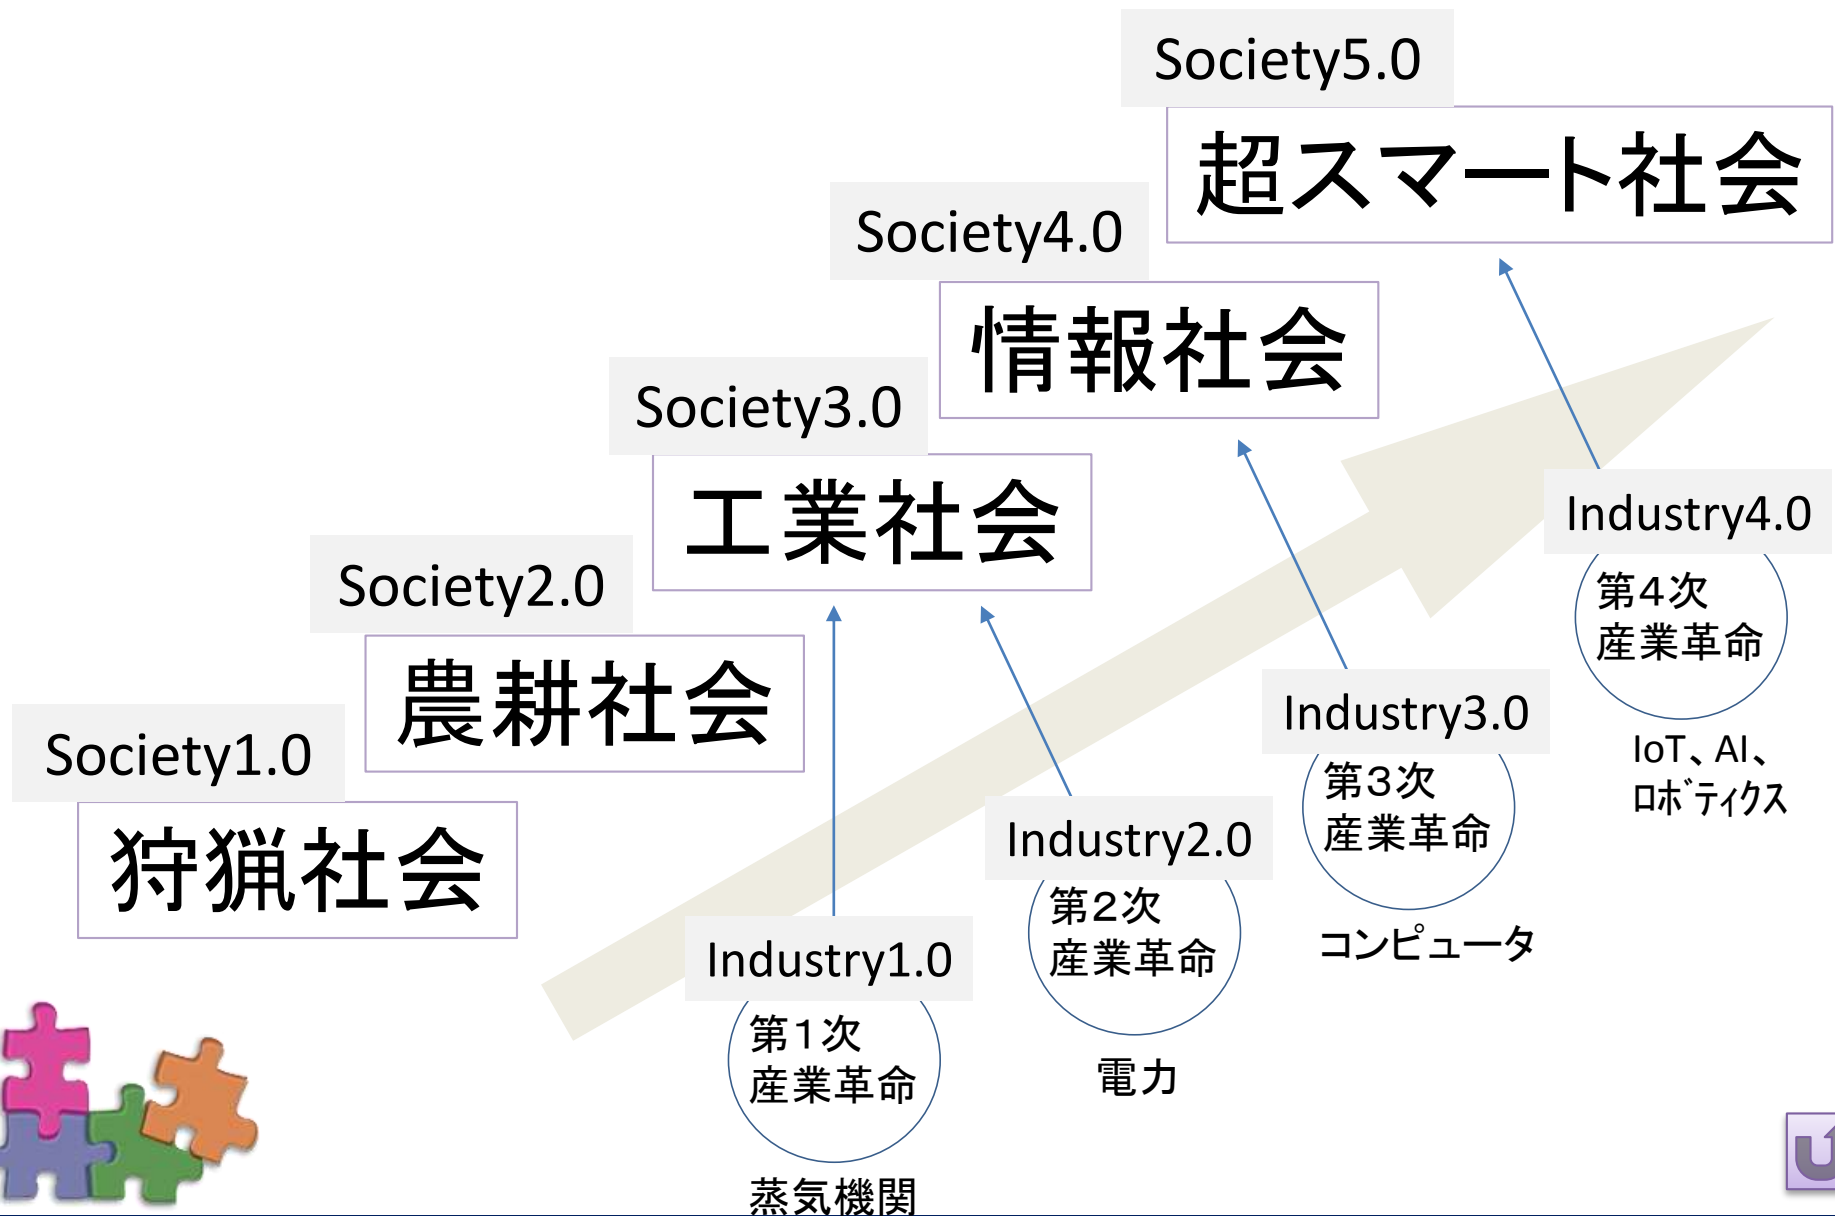 Society5.0
超スマート社会
Society4.0
情報社会
Society3.0
工業社会
Society2.0
農耕社会
Society1.0
狩猟社会
Industry4.0
第４次
産業革命
IoT、AI、
ﾛﾎﾞﾃｨｸｽ
Industry3.0
第３次
産業革命
コンピュータ
Industry2.0
第２次
産業革命
電力
Industry1.0
第１次
産業革命
蒸気機関